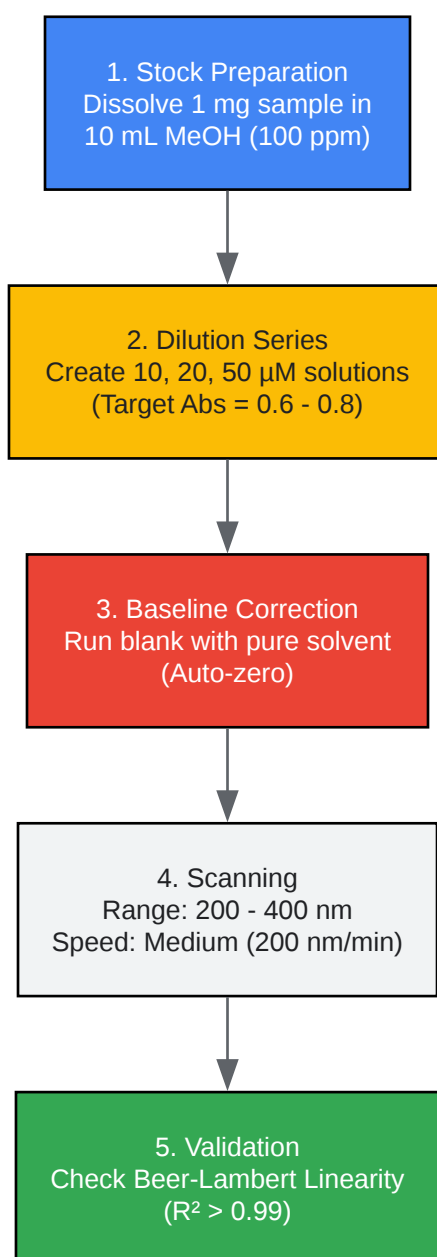 1. Stock Preparation
Dissolve 1 mg sample in
10 mL MeOH (100 ppm)
2. Dilution Series
Create 10, 20, 50 µM solutions
(Target Abs = 0.6 - 0.8)
3. Baseline Correction
Run blank with pure solvent
(Auto-zero)
4. Scanning
Range: 200 - 400 nm
Speed: Medium (200 nm/min)
5. Validation
Check Beer-Lambert Linearity
(R² > 0.99)